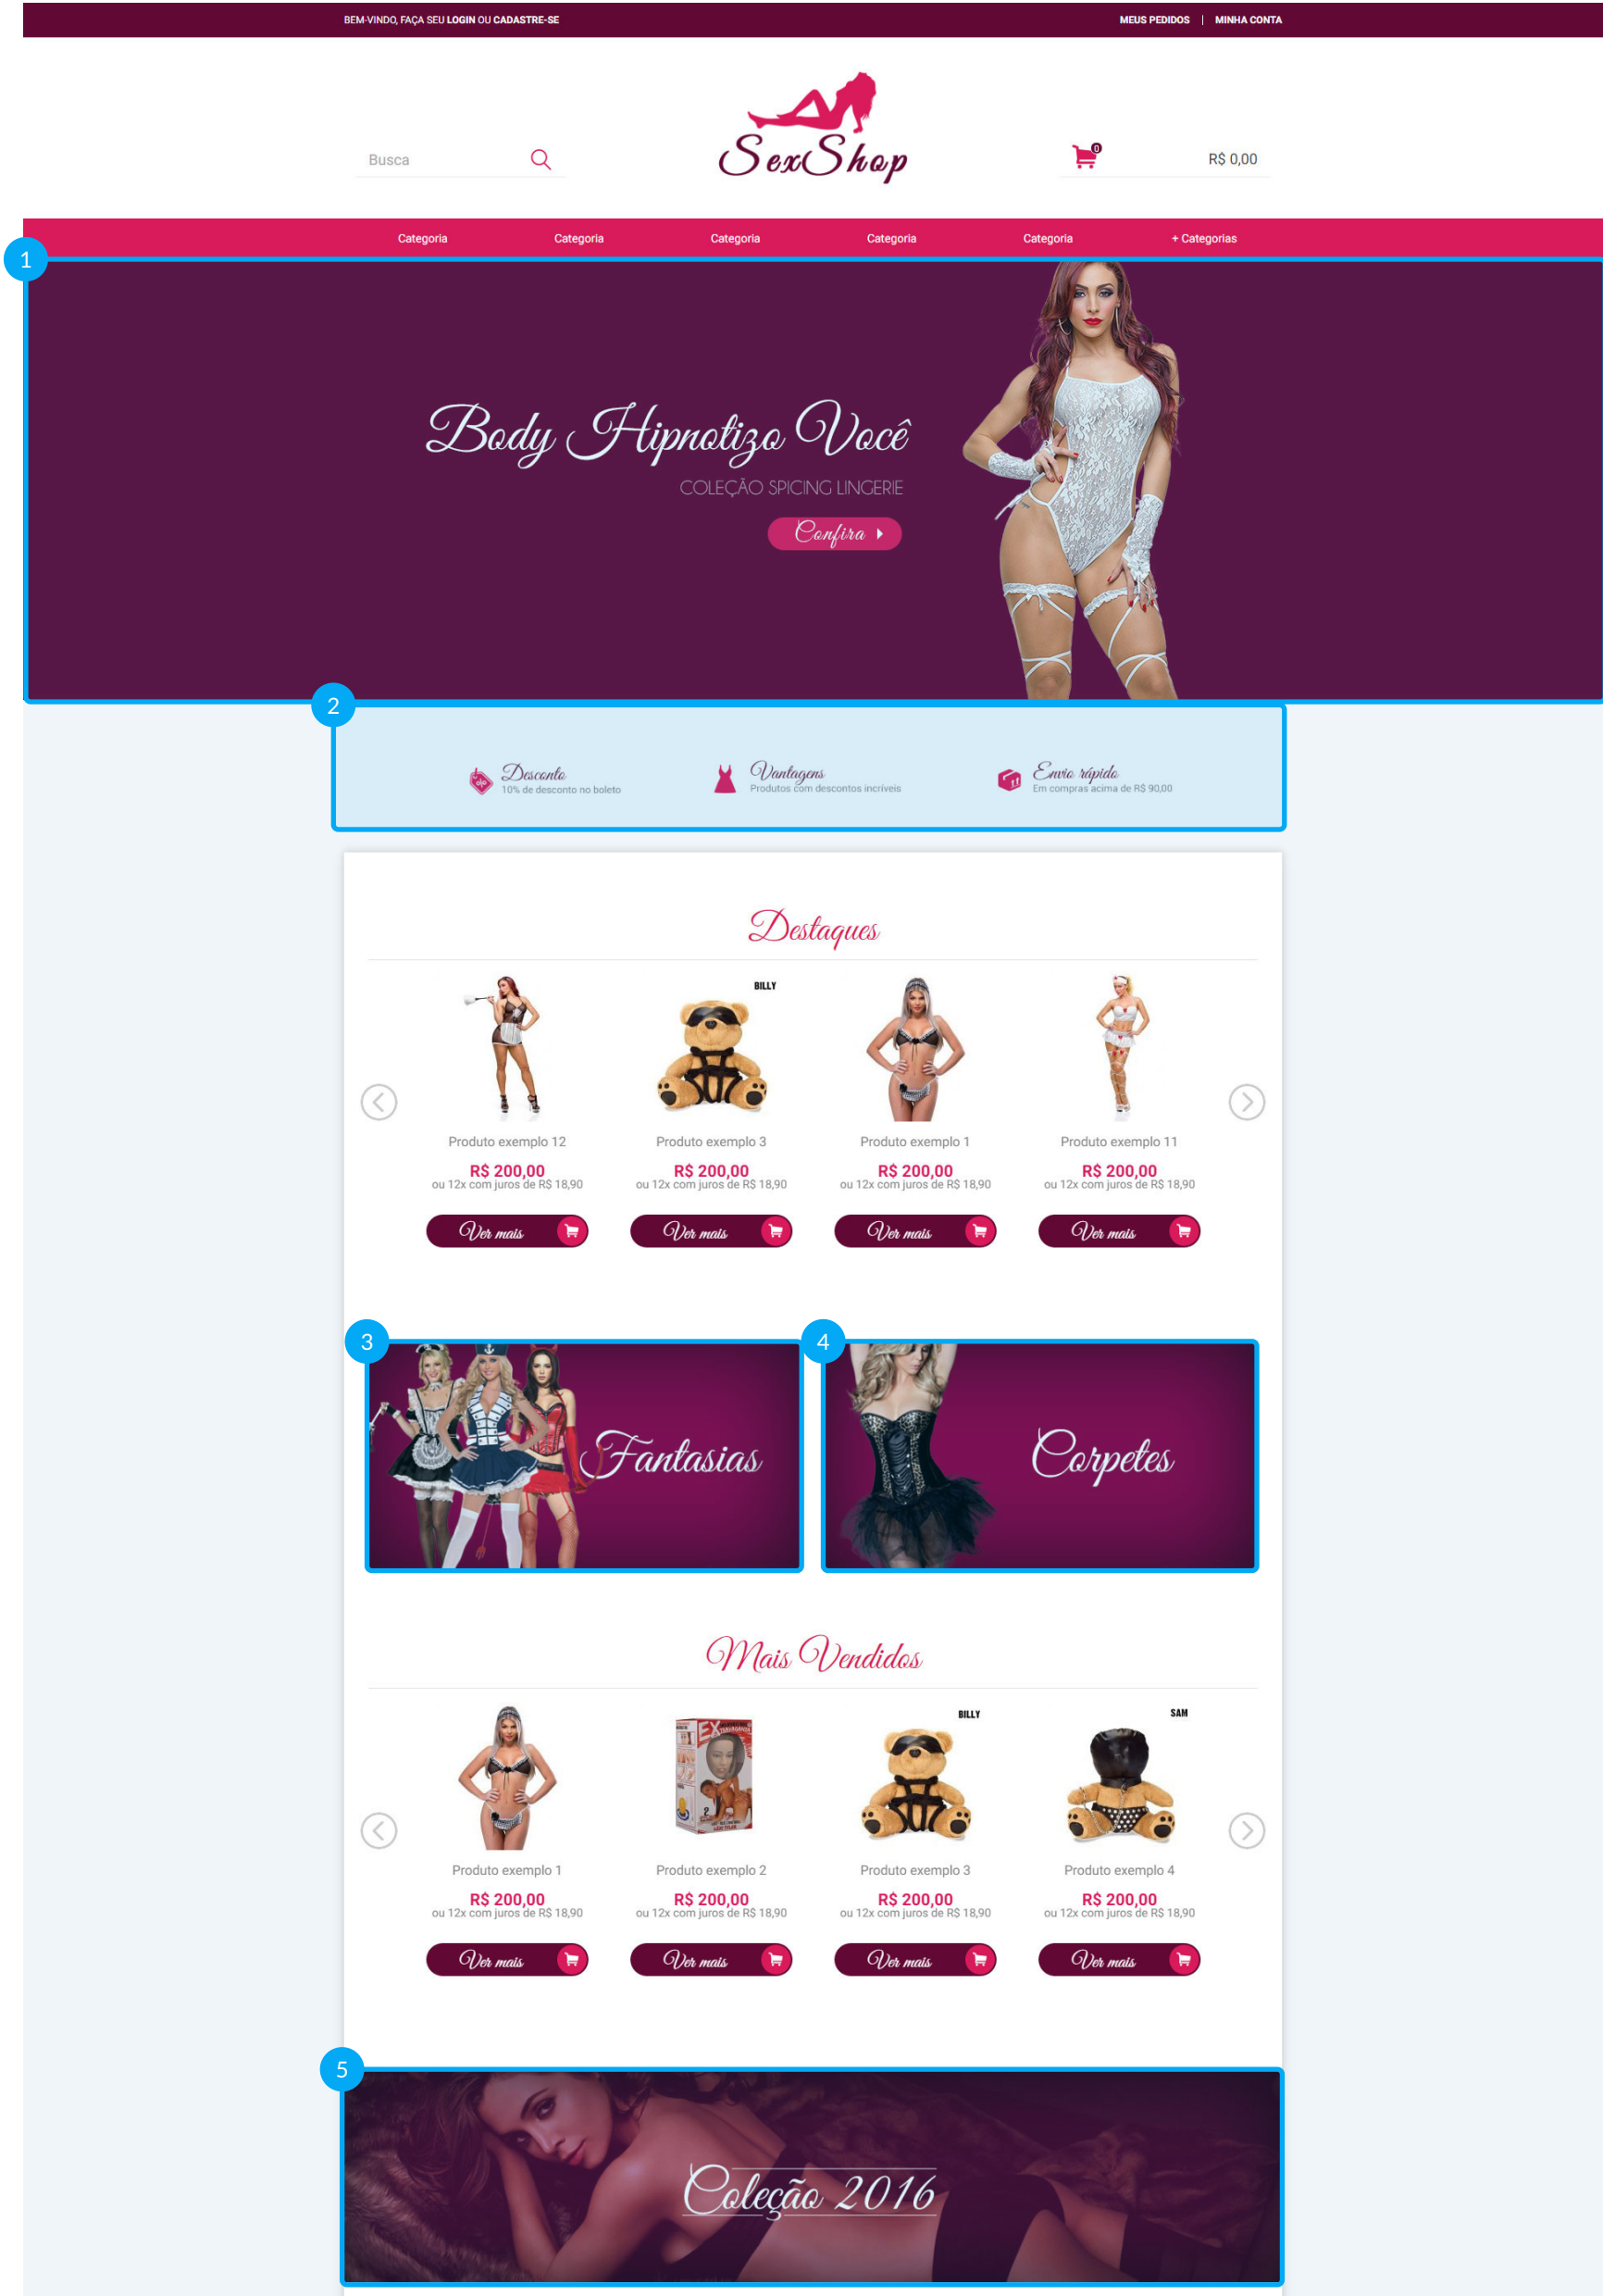 BEM-VINDO, FAÇA SEU LOGIN OU CADASTRE-SE
MEUS PEDIDOS | MINHA CONTA
Busca
SexShop
0
R$ 0,00
Categoria Categoria Categoria Categoria Categoria + Categorias
1
Body Hipnotizo Você
COLEÇÃO SPICING LINGERIE
Confira
2
Desconto
10% de desconto no boleto
Vantagens
Produtos com descontos incríveis
Envio rápido
Em compras acima de R$ 90,00
Destaques
BILLY
Produto exemplo 12 Produto exemplo 3 Produto exemplo 1 Produto exemplo 11
R$ 200,00 R$ 200,00 R$ 200,00 R$ 200,00
ou 12x com juros de R$ 18,90 ou 12x com juros de R$ 18,90 ou 12x com juros de R$ 18,90 ou 12x com juros de R$ 18,90
Ver mais Ver mais Ver mais Ver mais
3
Fantasias
4
Corpetes
Mais Vendidos
BILLY
SAM
Produto exemplo 1 Produto exemplo 2 Produto exemplo 3 Produto exemplo 4
R$ 200,00 R$ 200,00 R$ 200,00 R$ 200,00
ou 12x com juros de R$ 18,90 ou 12x com juros de R$ 18,90 ou 12x com juros de R$ 18,90 ou 12x com juros de R$ 18,90
Ver mais Ver mais Ver mais Ver mais
5
Coleção 2016